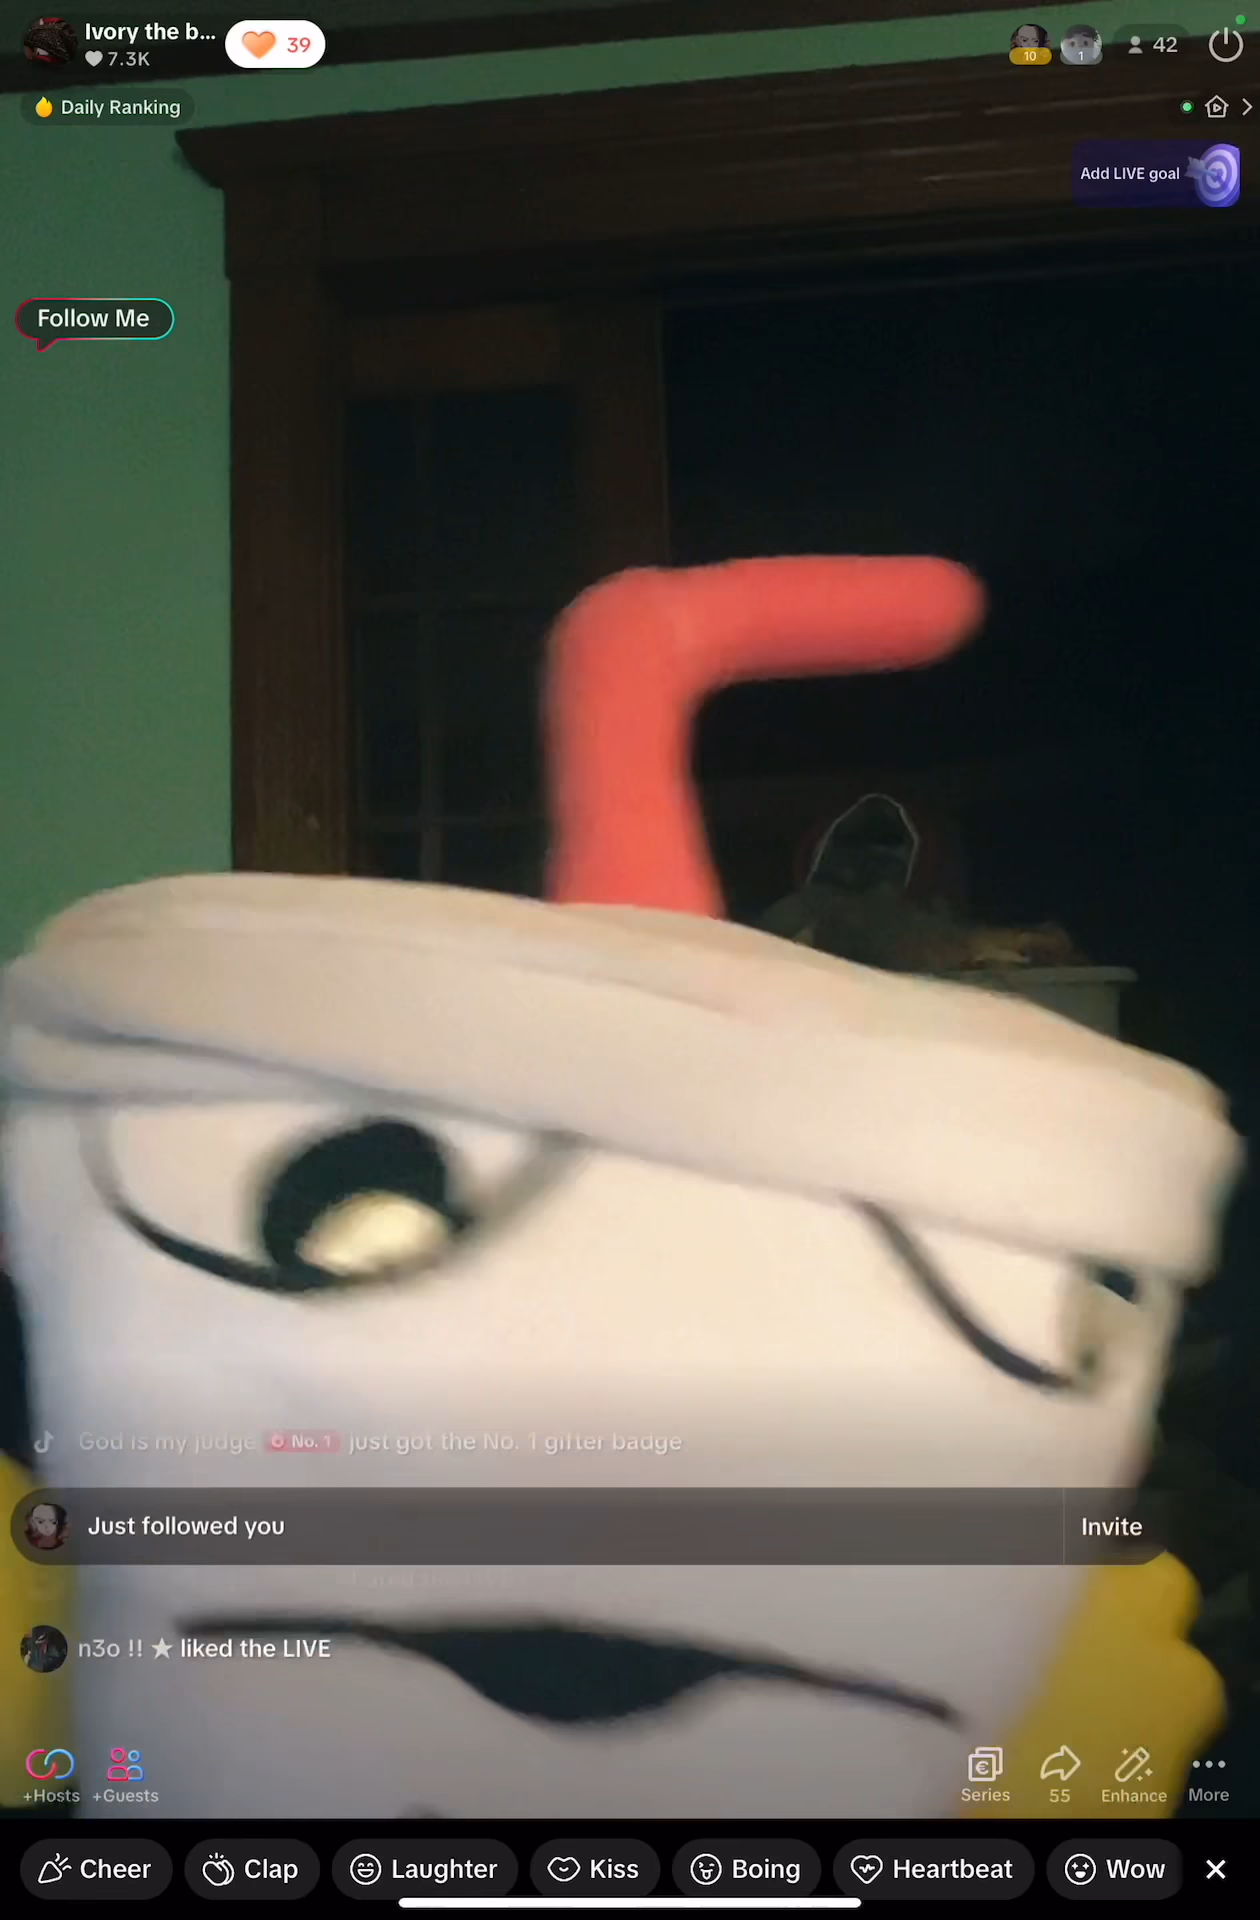 Ivory the b...
7.3K
39
10
1
42
Daily Ranking
Add LIVE goal
Follow Me
God is my judge No. 1 just got the No. 1 gifter badge
Just followed you
Invite
n3o !! ★ liked the LIVE
+Hosts
+Guests
Series
55
Enhance
More
Cheer
Clap
Laughter
Kiss
Boing
Heartbeat
Wow